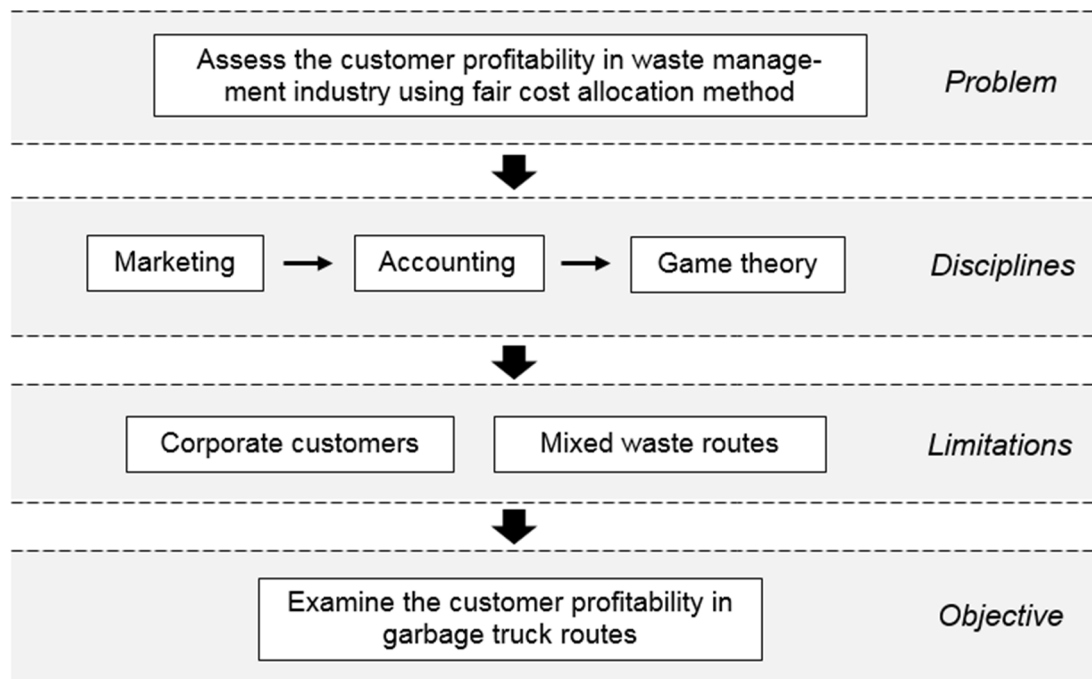 Assess the customer profitability in waste manage-
ment industry using fair cost allocation method
Problem
Marketing
Accounting
Game theory
Disciplines
Corporate customers
Mixed waste routes
Limitations
Examine the customer profitability in
garbage truck routes
Objective